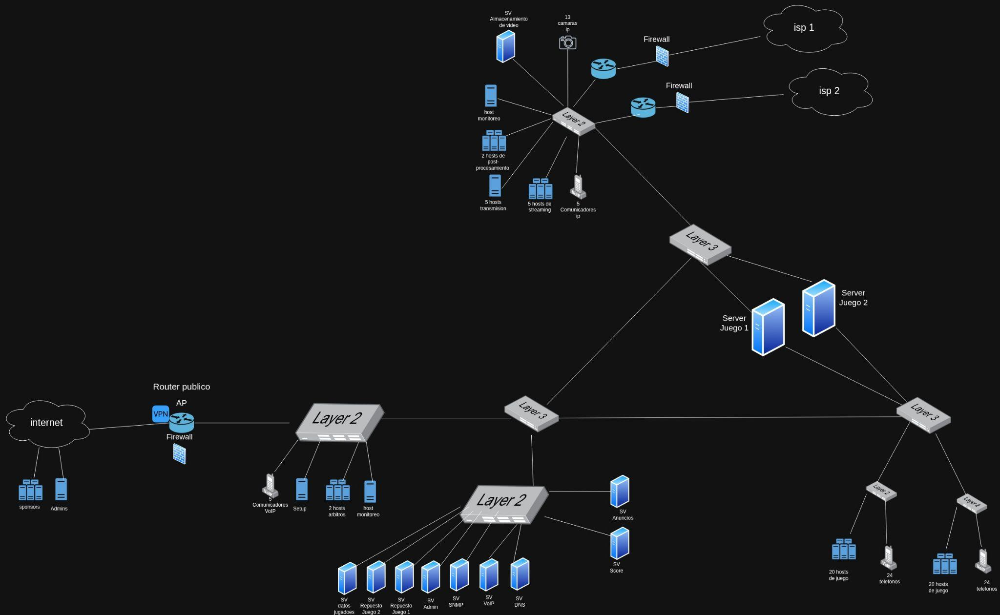 SV
Almacenamiento
de video
13
camaras
ip
Firewall
isp 1
Firewall
isp 2
host
monitoreo
Layer 2
2 hosts de
post-
procesamiento
5 hosts
transmision
5 hosts de
streaming
VoIP
5
Comunicadores
ip
Layer 3
Server
Juego 2
Server
Juego 1
Router publico
AP
VPN
internet
Firewall
Layer 2
Layer 3
Layer 3
sponsors
Admins
VoIP
5
Comunicadores
VoIP
Setup
2 hosts
arbitros
host
monitoreo
Layer 2
SV
Anuncios
SV
Score
Layer 2
Layer 2
20 hosts
de juego
VoIP
24
telefonos
20 hosts
de juego
VoIP
24
telefonos
SV
datos
jugadoes
SV
Repuesto
Juego 2
SV
Repuesto
Juego 1
SV
Admin
SV
SNMP
SV
VoIP
SV
DNS